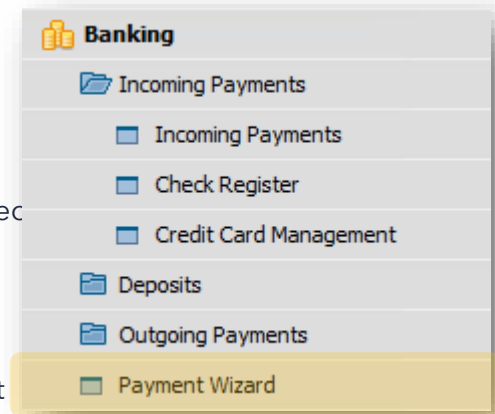 Banking
Incoming Payments
Incoming Payments
Check Register
Credit Card Management
Deposits
Outgoing Payments
Payment Wizard